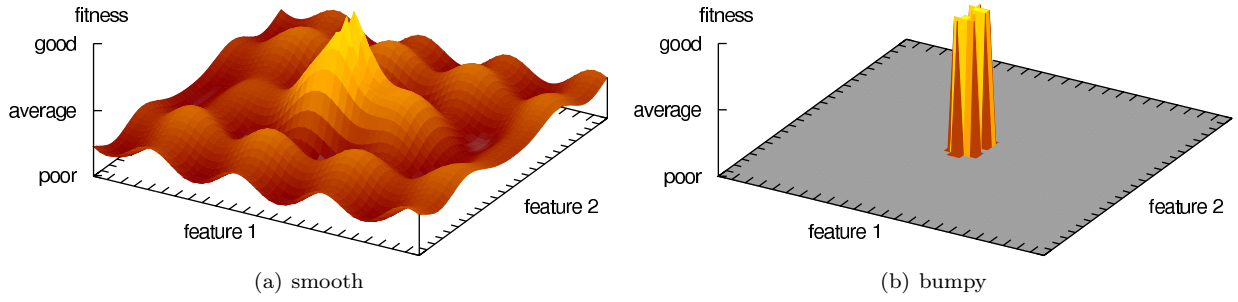 fitness
good
average
poor
feature 1
feature 2
(a) smooth
fitness
good
average
poor
feature 1
feature 2
(b) bumpy